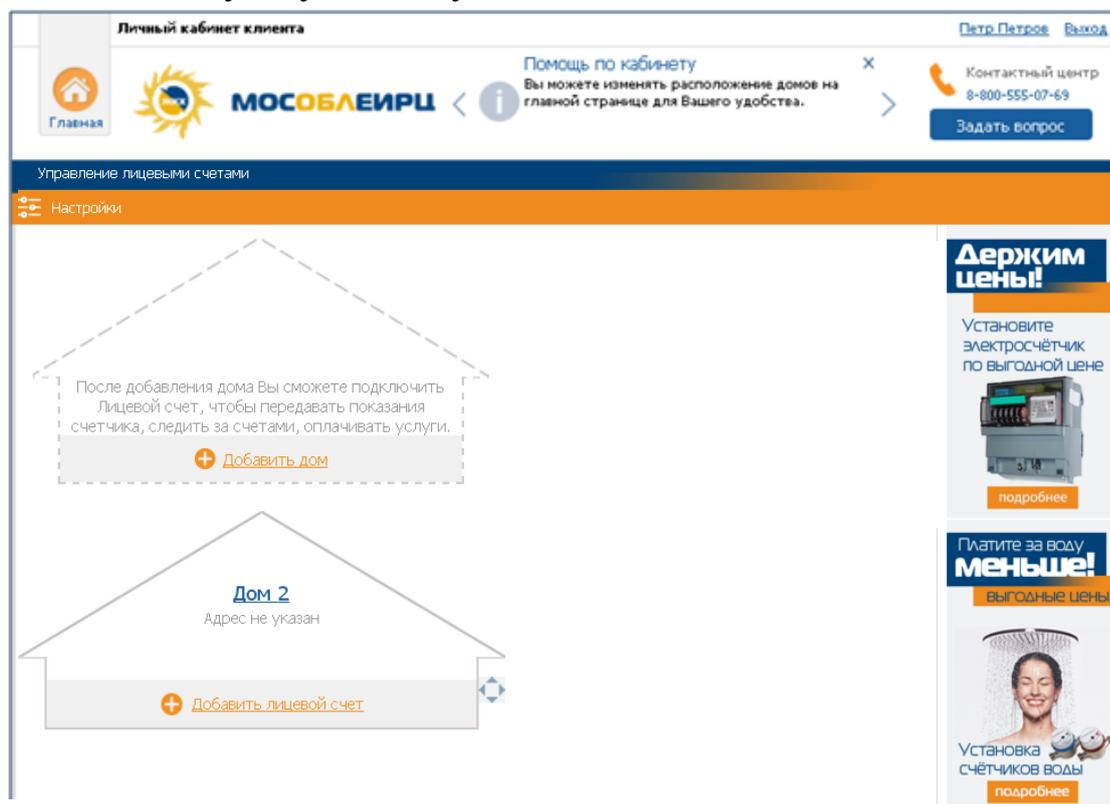 Личный кабинет клиента
Петр Петров Выход
Главная
МОСОБЛЕИРЦ
Помощь по кабинету
Вы можете изменять расположение домов на
главной странице для Вашего удобства.
Контактный центр
8-800-555-07-69
Задать вопрос
Управление лицевыми счетами
Настройки
После добавления дома Вы сможете подключить
Лицевой счет, чтобы передавать показания
счетчика, следить за счетами, оплачивать услуги.
Добавить дом
Дом 2
Адрес не указан
Добавить лицевой счет
Держим
цены!
Установите
электросчётчик
по выгодной цене
подробнее
Платите за воду
меньше!
выгодные цены
Установка
счётчиков воды
подробнее